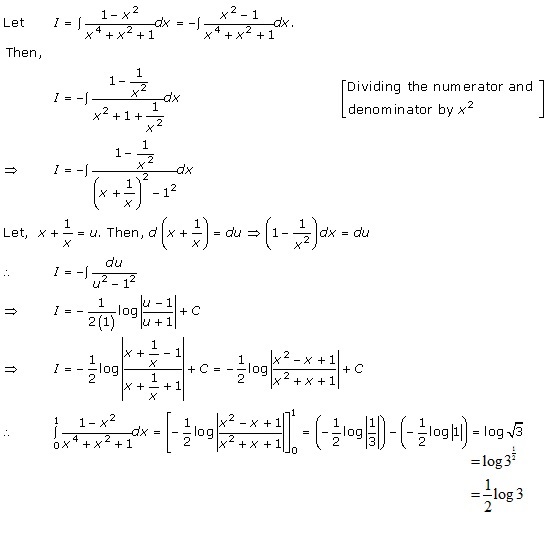 Let I = ∫ (1 − x²)/(x⁴ + x² + 1) dx = −∫ (x² − 1)/(x⁴ + x² + 1) dx.
Then,
I = −∫ (1 − 1/x²)/(x² + 1 + 1/x²) dx [Dividing the numerator and denominator by x²]
⇒ I = −∫ (1 − 1/x²)/((x + 1/x)² − 1²) dx
Let, x + 1/x = u. Then, d(x + 1/x) = du ⇒ (1 − 1/x²)dx = du
∴ I = −∫ du/(u² − 1²)
⇒ I = − 1/(2(1)) log|(u − 1)/(u + 1)| + C
⇒ I = − 1/2 log|(x + 1/x − 1)/(x + 1/x + 1)| + C = − 1/2 log|(x² − x + 1)/(x² + x + 1)| + C
∴ ∫₀¹ (1 − x²)/(x⁴ + x² + 1) dx = [− 1/2 log|(x² − x + 1)/(x² + x + 1)|]₀¹ = (− 1/2 log|1/3|) − (− 1/2 log|1|) = log √3
= log 3^(1/2)
= 1/2 log 3